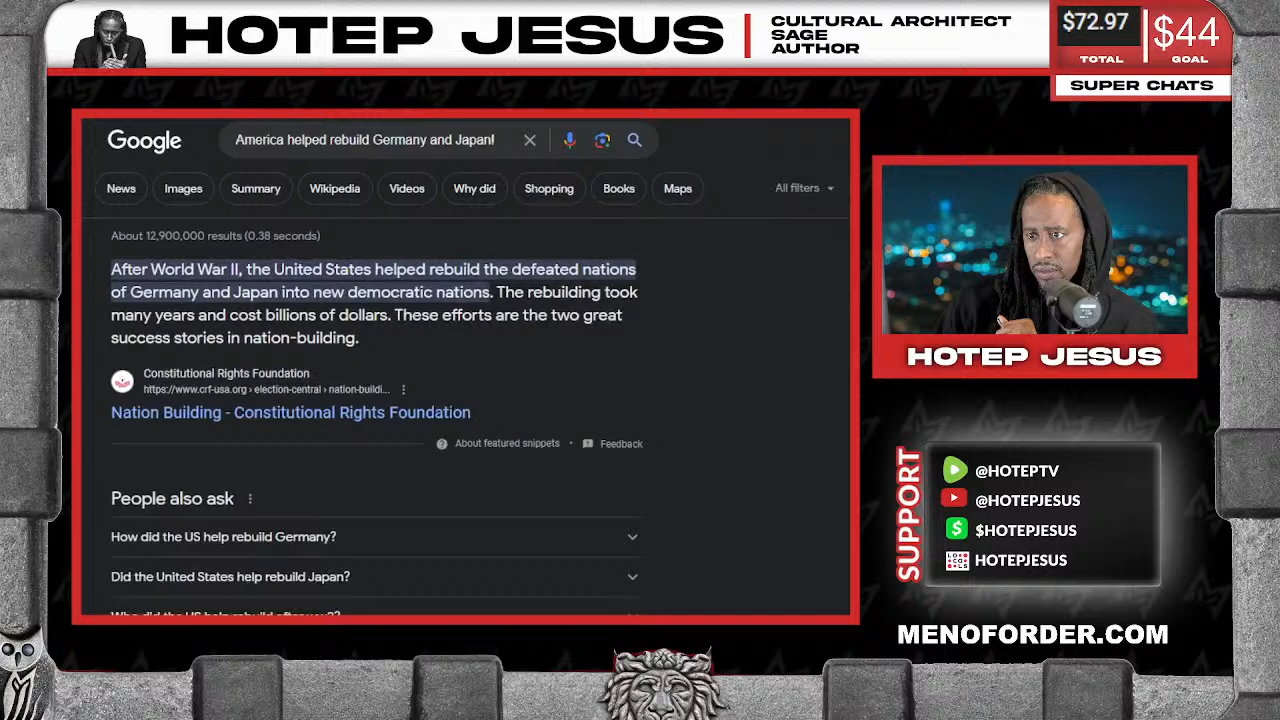 HOTEP JESUS
CULTURAL ARCHITECT
SAGE
AUTHOR
$72.97
TOTAL
$44
GOAL
SUPER CHATS
Google
America helped rebuild Germany and Japan!
News
Images
Summary
Wikipedia
Videos
Why did
Shopping
Books
Maps
All filters
About 12,900,000 results (0.38 seconds)
After World War II, the United States helped rebuild the defeated nations
of Germany and Japan into new democratic nations. The rebuilding took
many years and cost billions of dollars. These efforts are the two great
success stories in nation-building.
Constitutional Rights Foundation
https://www.crf-usa.org › election-central › nation-buildi...
Nation Building - Constitutional Rights Foundation
About featured snippets
Feedback
People also ask
How did the US help rebuild Germany?
Did the United States help rebuild Japan?
HOTEP JESUS
SUPPORT
@HOTEPTV
@HOTEPJESUS
$HOTEPJESUS
LOCALS
HOTEPJESUS
MENOFORDER.COM